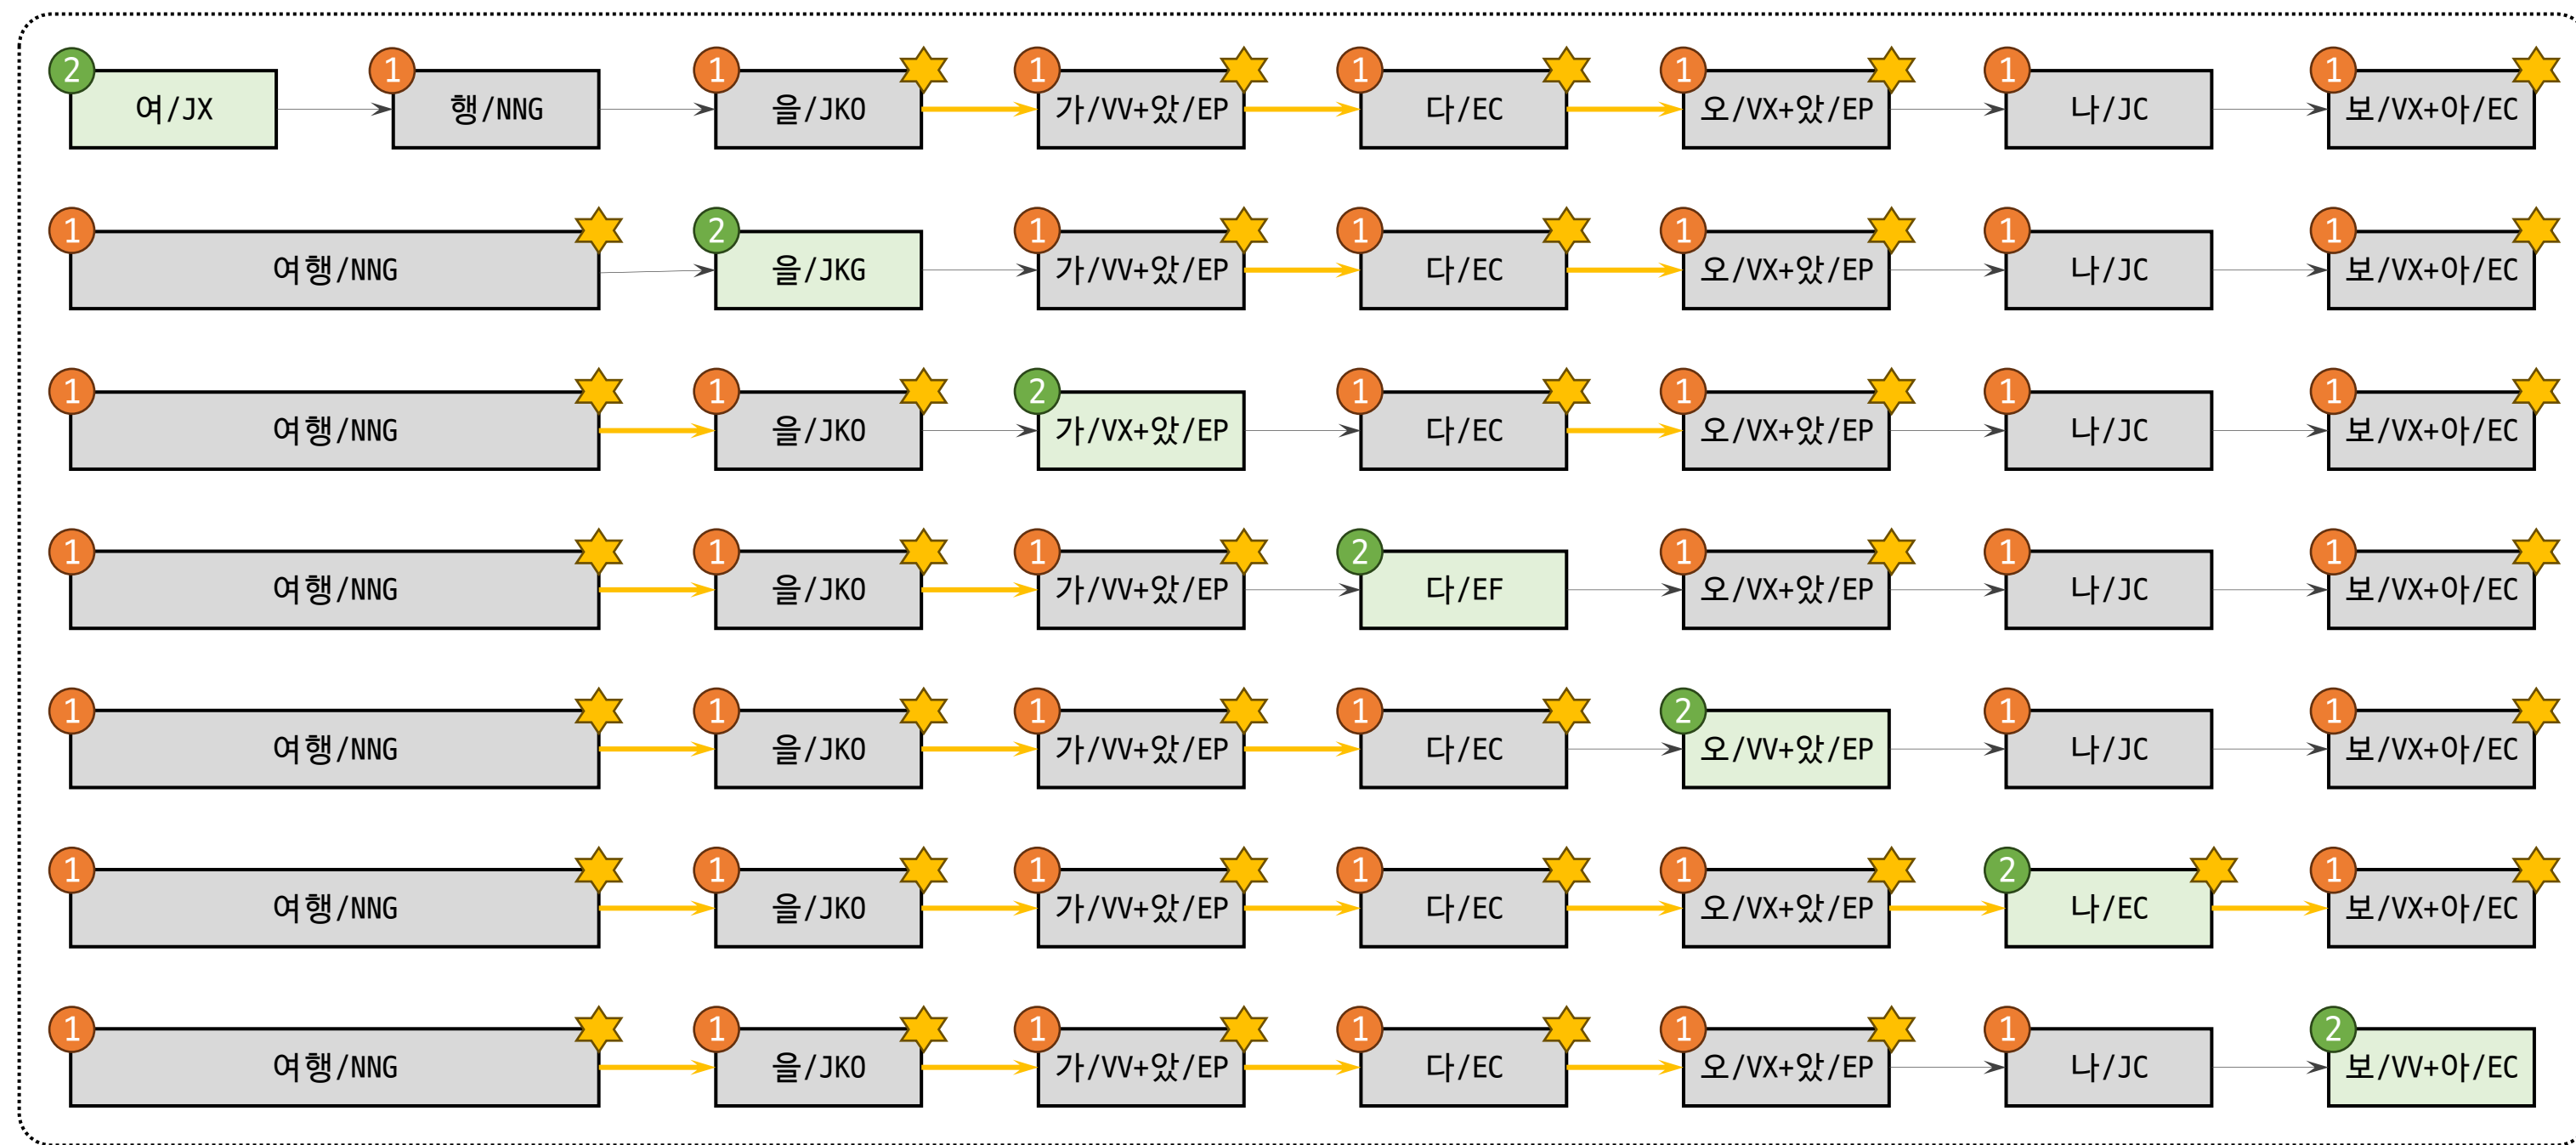 2 1 1 1 1 1 1 1
여/JX 행/NNG 을/JKO 가/VV+았/EP 다/EC 오/VX+았/EP 나/JC 보/VX+아/EC
1 2 1 1 1 1 1
여행/NNG 을/JKG 가/VV+았/EP 다/EC 오/VX+았/EP 나/JC 보/VX+아/EC
1 1 2 1 1 1 1
여행/NNG 을/JKO 가/VX+았/EP 다/EC 오/VX+았/EP 나/JC 보/VX+아/EC
1 1 1 2 1 1 1
여행/NNG 을/JKO 가/VV+았/EP 다/EF 오/VX+았/EP 나/JC 보/VX+아/EC
1 1 1 1 2 1 1
여행/NNG 을/JKO 가/VV+았/EP 다/EC 오/VV+았/EP 나/JC 보/VX+아/EC
1 1 1 1 1 2 1
여행/NNG 을/JKO 가/VV+았/EP 다/EC 오/VX+았/EP 나/EC 보/VX+아/EC
1 1 1 1 1 1 2
여행/NNG 을/JKO 가/VV+았/EP 다/EC 오/VX+았/EP 나/JC 보/VV+아/EC